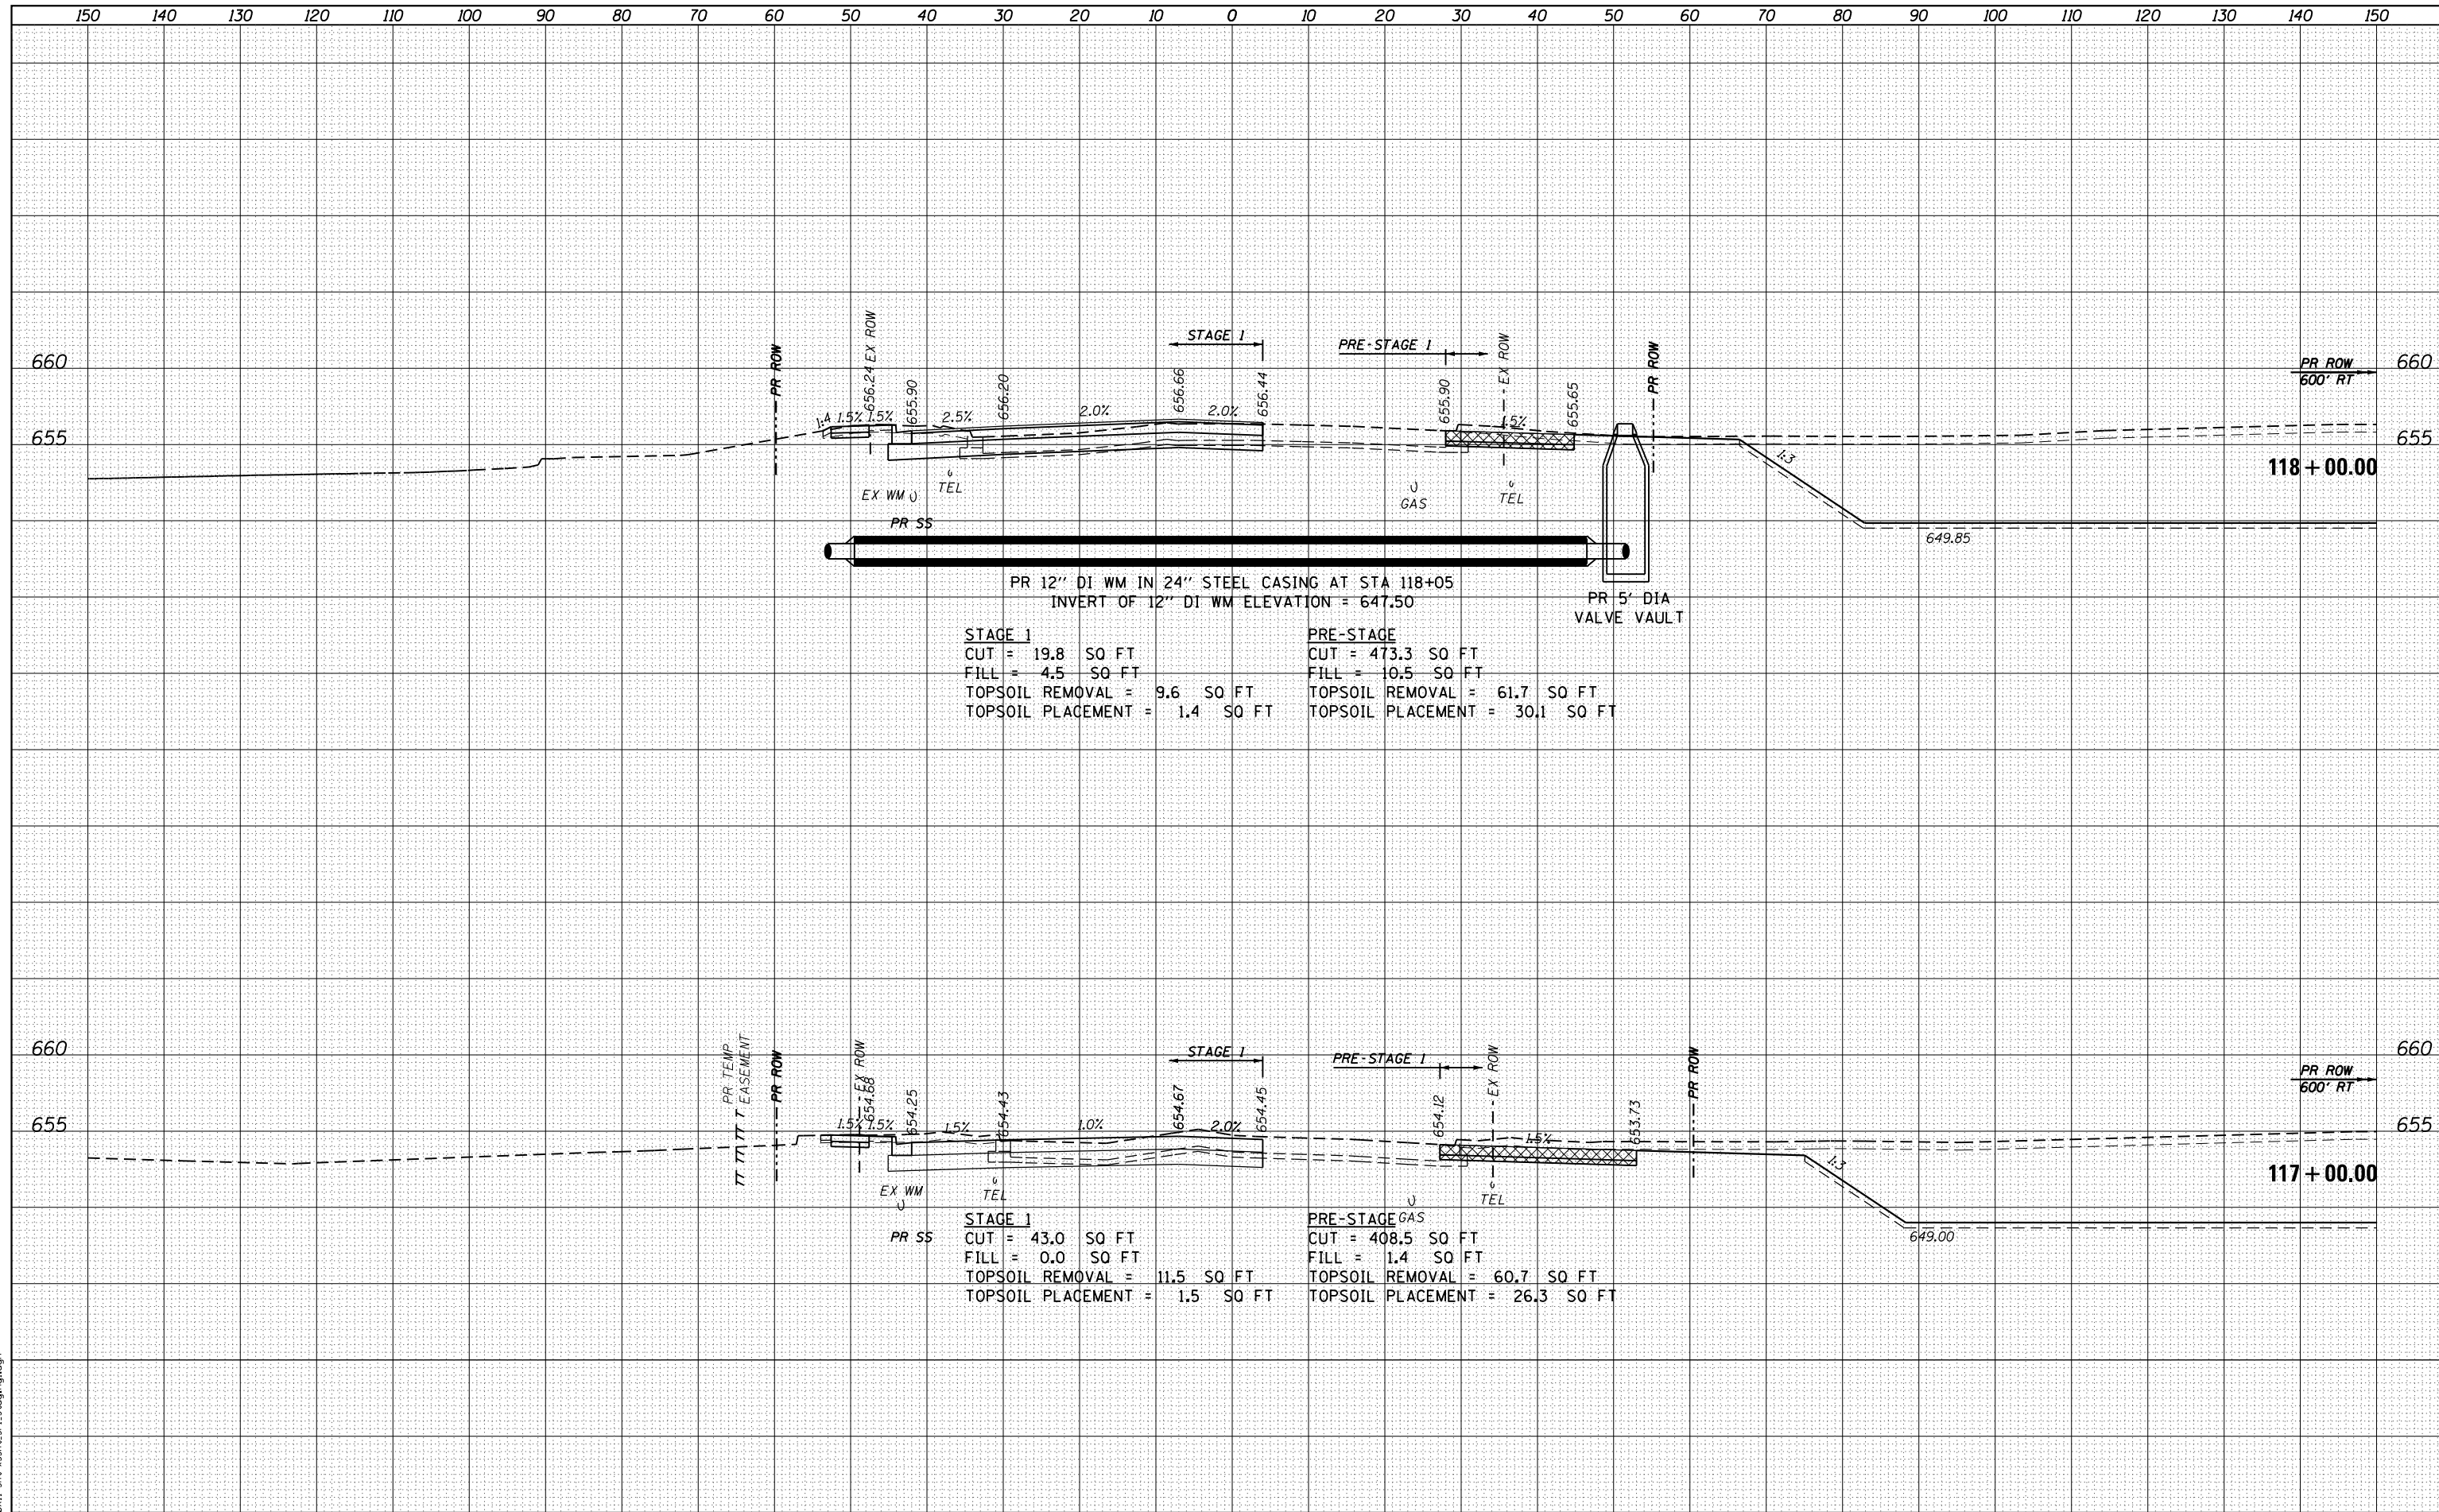 150 140 130 120 110 100 90 80 70 60 50 40 30 20 10 0 10 20 30 40 50 60 70 80 90 100 110 120 130 140 150
660
655
PR ROW
656.24 EX ROW
655.90
656.20
STAGE 1
656.66
656.44
PRE-STAGE 1
655.90
EX ROW
655.65
PR ROW
PR ROW
600' RT
660
655
1:4 1.5% 1.5% 2.5% 2.0% 2.0% 1.5% 1:3
118+00.00
EX WM
TEL
GAS
TEL
PR SS
649.85
PR 12" DI WM IN 24" STEEL CASING AT STA 118+05
INVERT OF 12" DI WM ELEVATION = 647.50
PR 5' DIA
VALVE VAULT
STAGE 1
CUT = 19.8 SQ FT
FILL = 4.5 SQ FT
TOPSOIL REMOVAL = 9.6 SQ FT
TOPSOIL PLACEMENT = 1.4 SQ FT
PRE-STAGE
CUT = 473.3 SQ FT
FILL = 10.5 SQ FT
TOPSOIL REMOVAL = 61.7 SQ FT
TOPSOIL PLACEMENT = 30.1 SQ FT
660
655
PR TEMP
EASEMENT
TT TT TT T
PR ROW
EX ROW
654.68
654.25
654.43
STAGE 1
654.67
654.45
PRE-STAGE 1
654.12
EX ROW
653.73
PR ROW
PR ROW
600' RT
660
655
1.5% 1.5% 1.5% 1.0% 2.0% 1.5% 1:3
117+00.00
EX WM
TEL
GAS
TEL
PR SS
649.00
STAGE 1
CUT = 43.0 SQ FT
FILL = 0.0 SQ FT
TOPSOIL REMOVAL = 11.5 SQ FT
TOPSOIL PLACEMENT = 1.5 SQ FT
PRE-STAGE
CUT = 408.5 SQ FT
FILL = 1.4 SQ FT
TOPSOIL REMOVAL = 60.7 SQ FT
TOPSOIL PLACEMENT = 26.3 SQ FT